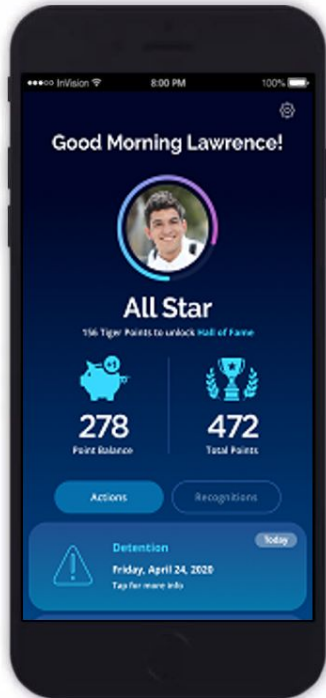 InVision 8:00 PM 100%
Good Morning Lawrence!
All Star
156 Tiger Points to unlock Hall of Fame
+1
278 472
Point Balance Total Points
Actions Recognitions
Today
Detention
Friday, April 24, 2020
Tap for more info